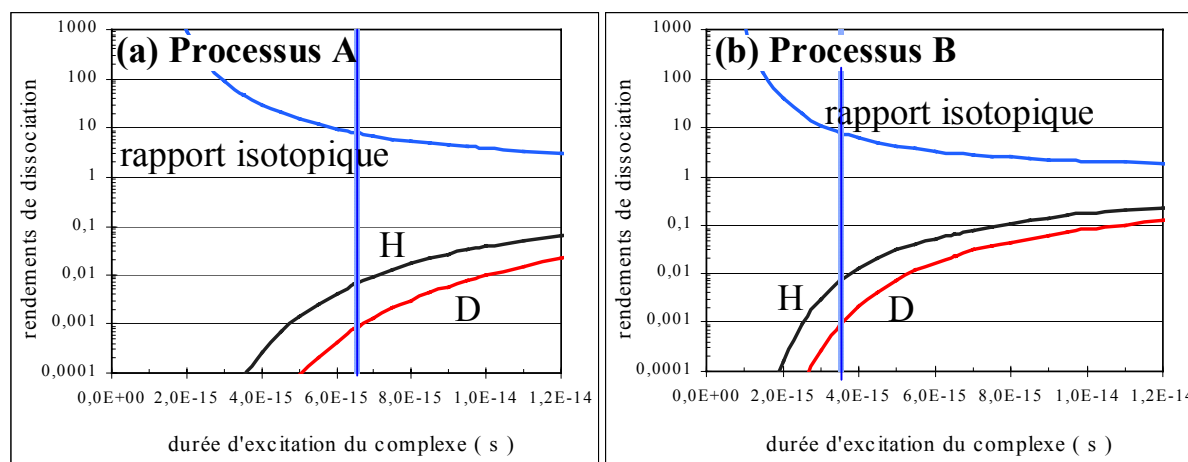 (a) Processus A
rendements de dissociation
1000
100
10
1
0,1
0,01
0,001
0,0001
rapport isotopique
H
D
0,0E+00 2,0E-15 4,0E-15 6,0E-15 8,0E-15 1,0E-14 1,2E-14
durée d'excitation du complexe ( s )
(b) Processus B
rendements de dissociation
1000
100
10
1
0,1
0,01
0,001
0,0001
rapport isotopique
H
D
0,0E+00 2,0E-15 4,0E-15 6,0E-15 8,0E-15 1,0E-14 1,2E-14
durée d'excitation du complexe ( s )